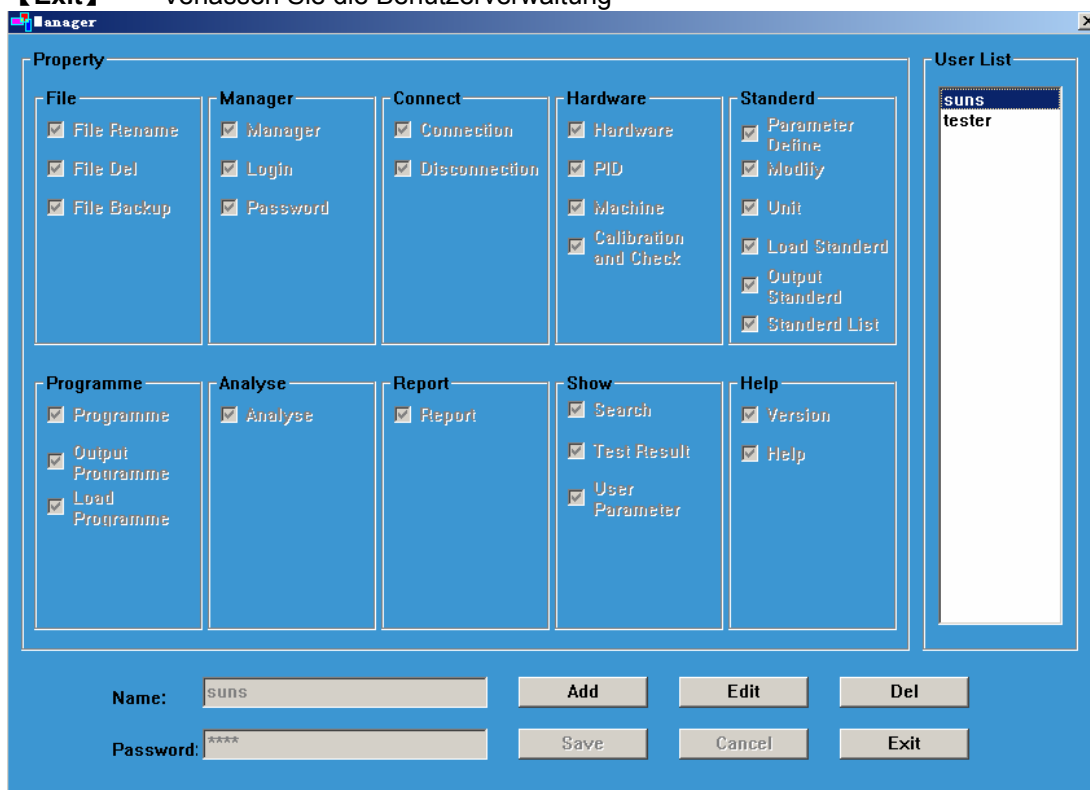 【Exit】 Verlassen Sie die Benutzerverwaltung
Manager
Property
File
File Rename
File Del
File Backup
Manager
Manager
Login
Password
Connect
Connection
Disconnection
Hardware
Hardware
PID
Machine
Calibration
and Check
Standerd
Parameter
Define
Modify
Unit
Load Standerd
Output
Standerd
Standerd List
Programme
Programme
Output
Programme
Load
Programme
Analyse
Analyse
Report
Report
Show
Search
Test Result
User
Parameter
Help
Version
Help
User List
suns
tester
Name:
suns
Add
Edit
Del
Password:
****
Save
Cancel
Exit